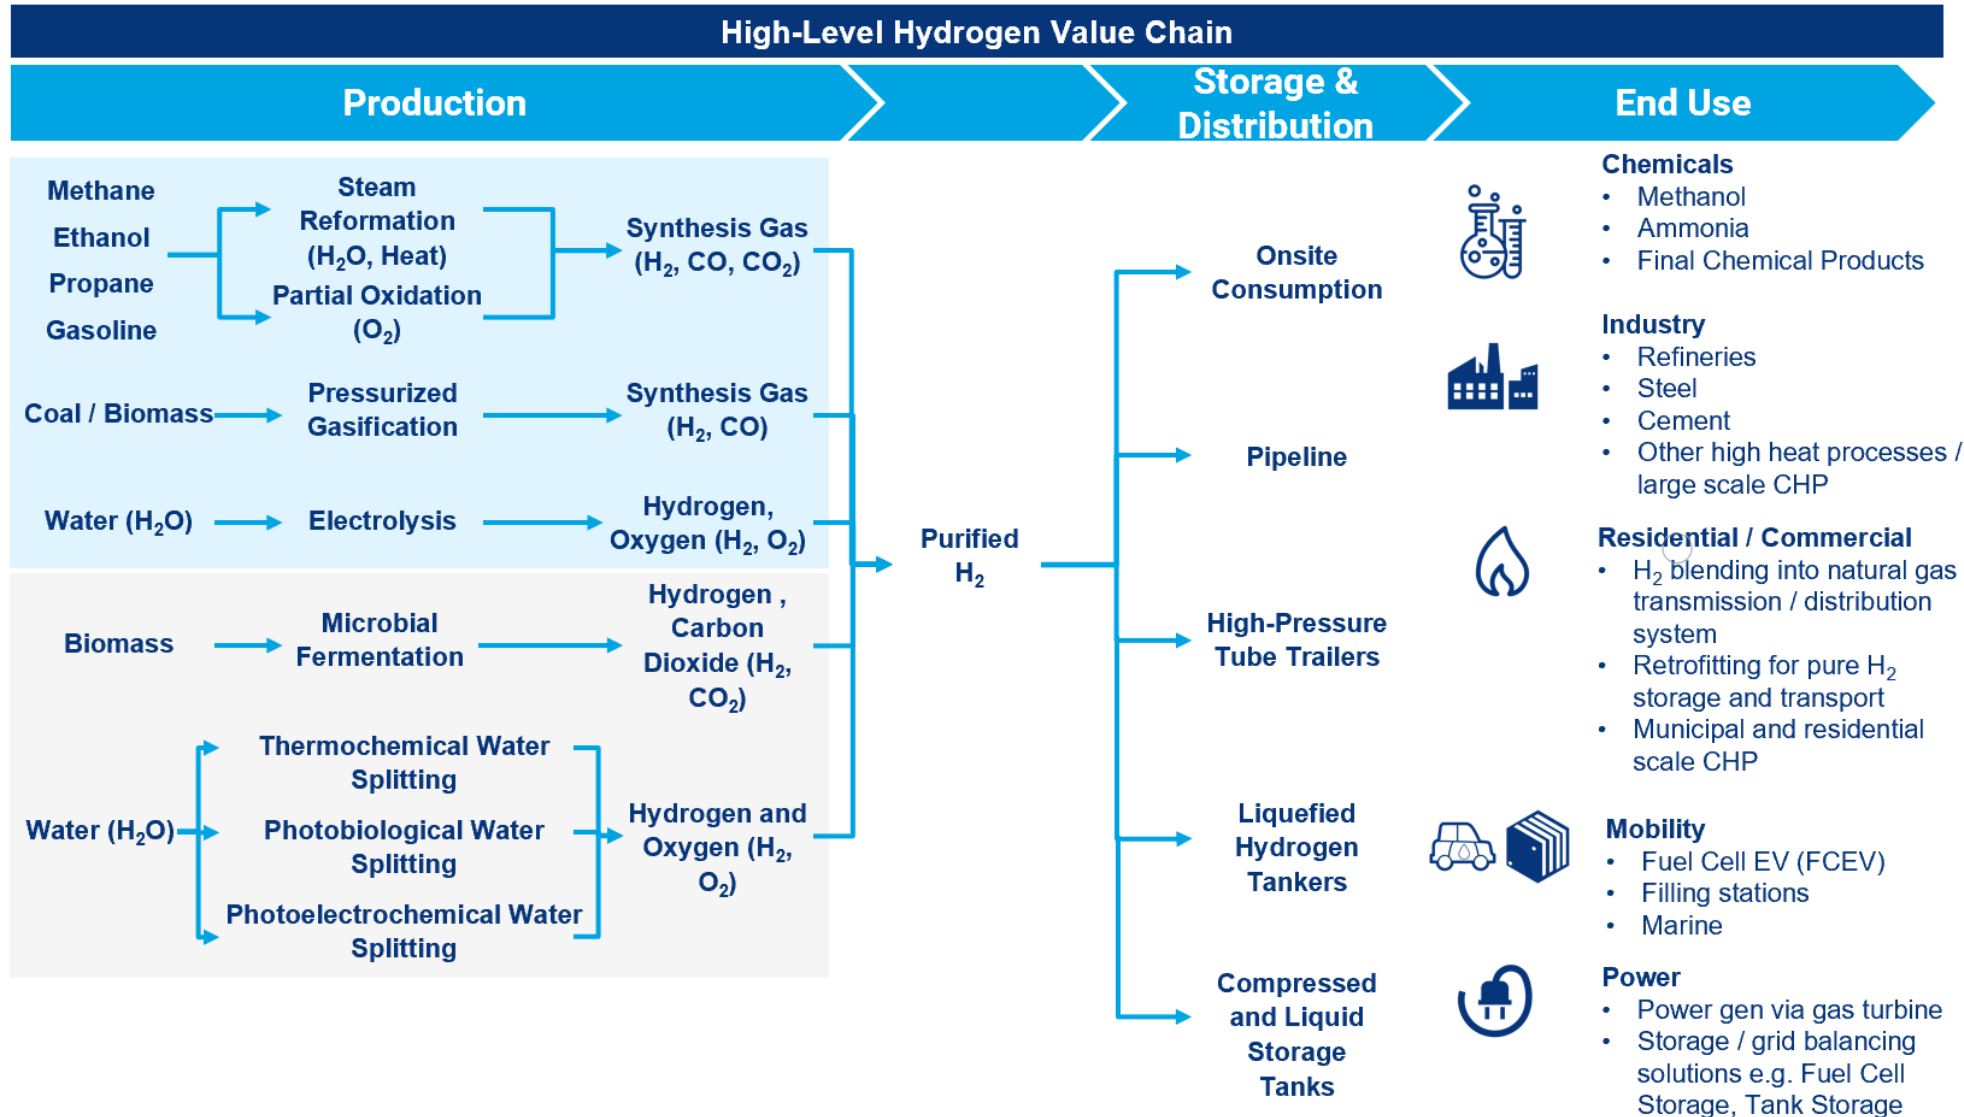 High-Level Hydrogen Value Chain
Production
Storage &
Distribution
End Use
Methane
Ethanol
Propane
Gasoline
Steam
Reformation
(H₂O, Heat)
Partial Oxidation
(O₂)
Synthesis Gas
(H₂, CO, CO₂)
Coal / Biomass
Pressurized
Gasification
Synthesis Gas
(H₂, CO)
Water (H₂O)
Electrolysis
Hydrogen,
Oxygen (H₂, O₂)
Biomass
Microbial
Fermentation
Hydrogen ,
Carbon
Dioxide (H₂,
CO₂)
Water (H₂O)
Thermochemical Water
Splitting
Photobiological Water
Splitting
Photoelectrochemical Water
Splitting
Hydrogen and
Oxygen (H₂,
O₂)
Purified
H₂
Onsite
Consumption
Pipeline
High-Pressure
Tube Trailers
Liquefied
Hydrogen
Tankers
Compressed
and Liquid
Storage
Tanks
Chemicals
• Methanol
• Ammonia
• Final Chemical Products
Industry
• Refineries
• Steel
• Cement
• Other high heat processes /
large scale CHP
Residential / Commercial
• H₂ blending into natural gas
transmission / distribution
system
• Retrofitting for pure H₂
storage and transport
• Municipal and residential
scale CHP
Mobility
• Fuel Cell EV (FCEV)
• Filling stations
• Marine
Power
• Power gen via gas turbine
• Storage / grid balancing
solutions e.g. Fuel Cell
Storage, Tank Storage